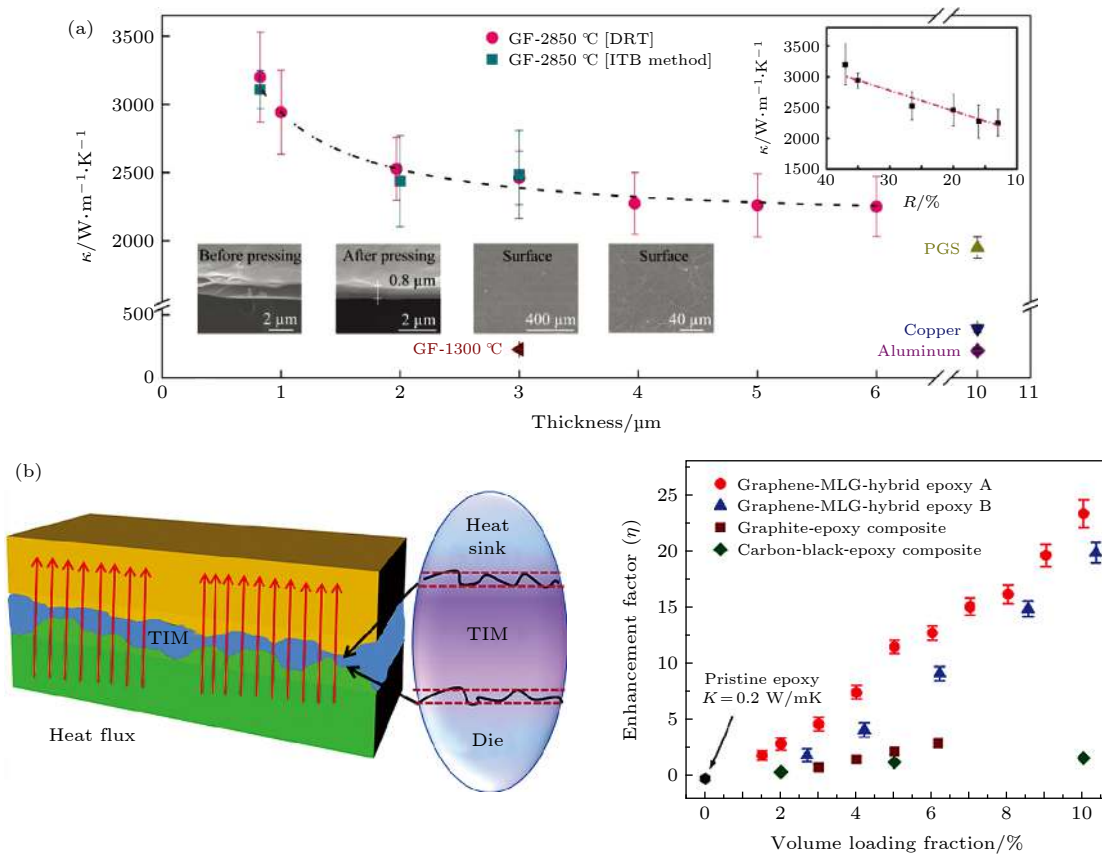 (a)
3500
3000
2500
2000
500
0
κ/W·m⁻¹·K⁻¹
GF-2850 ℃ [DRT]
GF-2850 ℃ [ITB method]
3500
3000
2500
2000
1500
κ/W·m⁻¹·K⁻¹
40 30 20 10
R/%
PGS
Copper
Aluminum
GF-1300 ℃
Before pressing
2 μm
After pressing
0.8 μm
2 μm
Surface
400 μm
Surface
40 μm
0 1 2 3 4 5 6 10 11
Thickness/μm
(b)
TIM
Heat flux
Heat
sink
TIM
Die
25
20
15
10
5
0
Enhancement factor (η)
Graphene-MLG-hybrid epoxy A
Graphene-MLG-hybrid epoxy B
Graphite-epoxy composite
Carbon-black-epoxy composite
Pristine epoxy
K=0.2 W/mK
0 2 4 6 8 10
Volume loading fraction/%